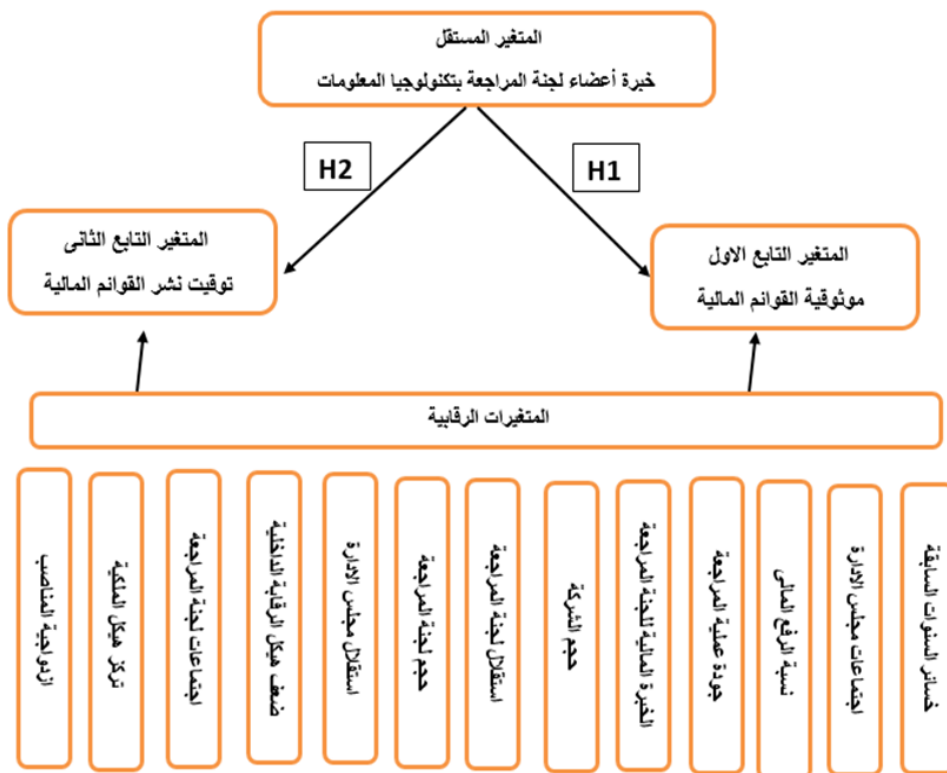 المتغير المستقل
خبرة أعضاء لجنة المراجعة بتكنولوجيا المعلومات
H1
H2
المتغير التابع الاول
موثوقية القوائم المالية
المتغير التابع الثانى
توقيت نشر القوائم المالية
المتغيرات الرقابية
خسائر السنوات السابقة
اجتماعات مجلس الادارة
نسبة الرفع المالى
جودة عملية المراجعة
الخبرة المالية للجنة المراجعة
حجم الشركة
استقلال لجنة المراجعة
حجم لجنة المراجعة
استقلال مجلس الادارة
ضعف هيكل الرقابة الداخلية
اجتماعات لجنة المراجعة
تركز هيكل الملكية
ازدواجية المناصب